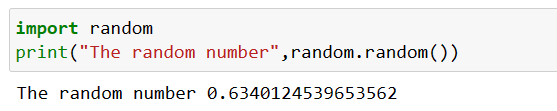 import random
print("The random number",random.random())
The random number 0.6340124539653562